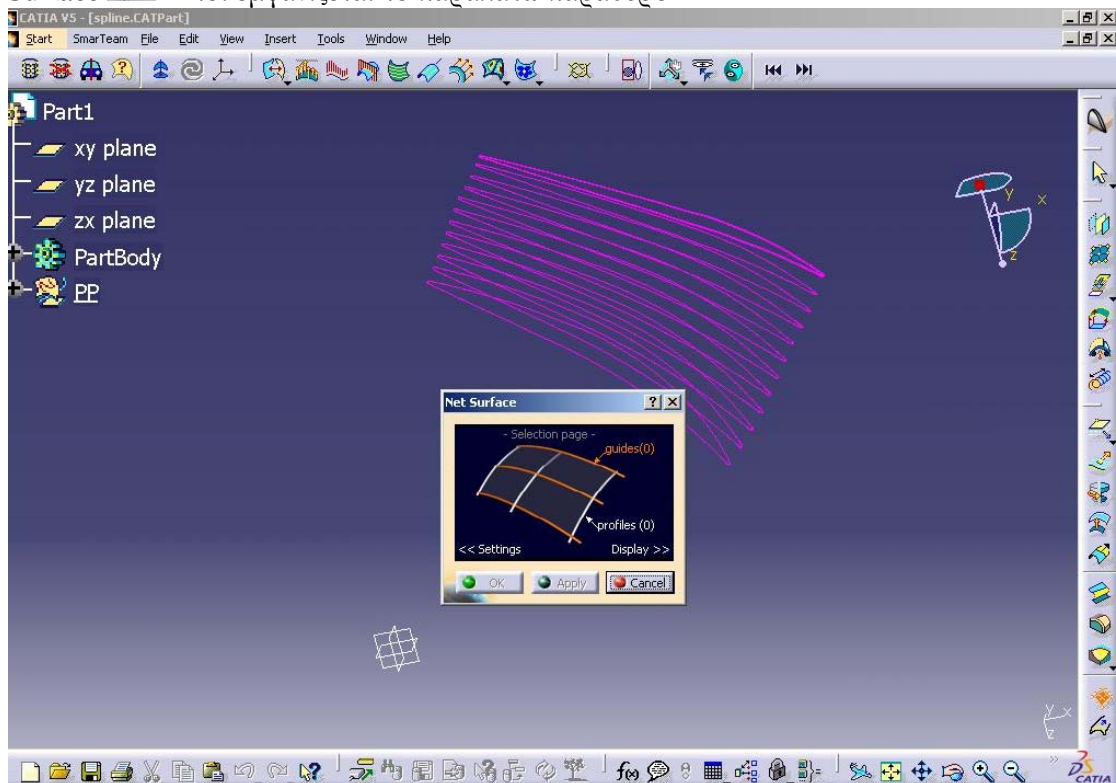 CATIA V5 - [spline.CATPart]
Start SmarTeam File Edit View Insert Tools Window Help
Part1
xy plane
yz plane
zx plane
PartBody
PP
y x
z
Net Surface
- Selection page -
guides(0)
profiles (0)
<< Settings Display >>
OK Apply Cancel
y x
z
f(x)
CATIA